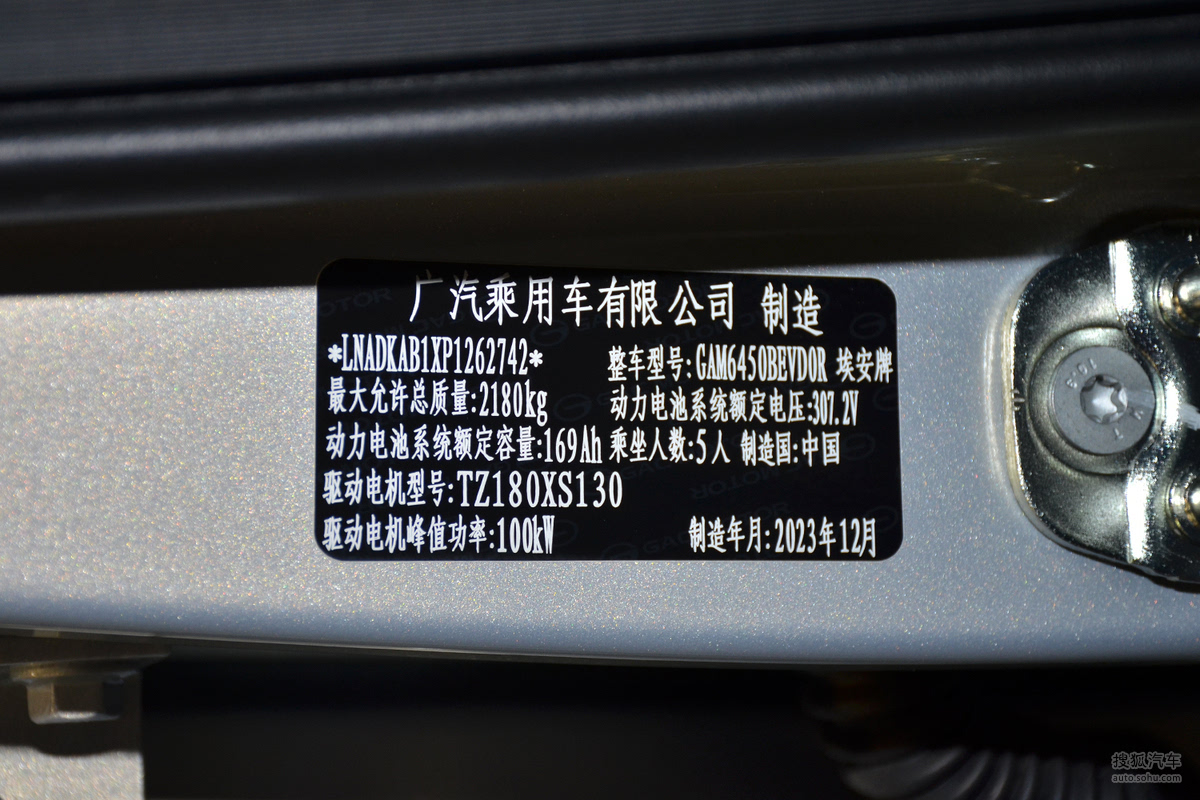 广汽乘用车有限公司 制造
*LNADKAB1XP1262742* 整车型号:GAM6450BEVD0R 埃安牌
最大允许总质量:2180kg 动力电池系统额定电压:307.2V
动力电池系统额定容量:169Ah 乘坐人数:5人 制造国:中国
驱动电机型号:TZ180XS130
驱动电机峰值功率:100kW 制造年月:2023年12月
搜狐汽车
auto.sohu.com